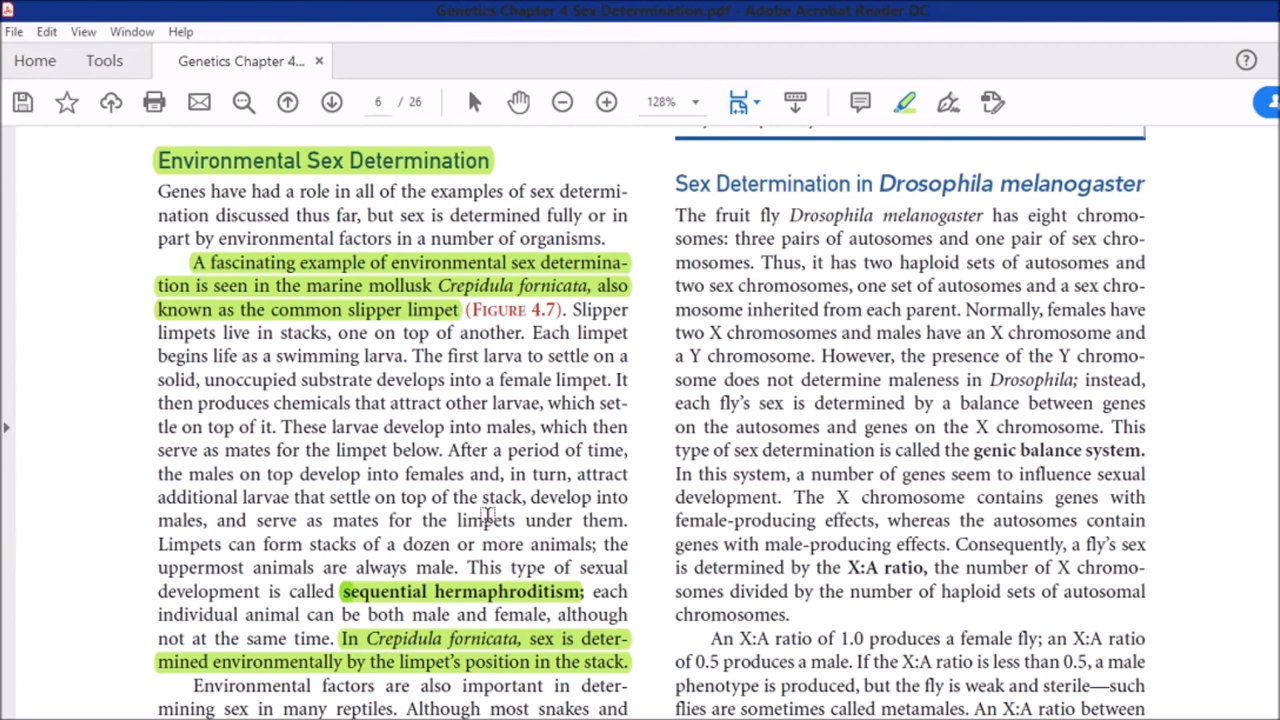 Genetics Chapter 4 Sex Determination.pdf - Adobe Acrobat Reader DC
File Edit View Window Help
Home Tools Genetics Chapter 4... ×
6 / 26 128%
Environmental Sex Determination
Genes have had a role in all of the examples of sex determi-
nation discussed thus far, but sex is determined fully or in
part by environmental factors in a number of organisms.
A fascinating example of environmental sex determina-
tion is seen in the marine mollusk Crepidula fornicata, also
known as the common slipper limpet (FIGURE 4.7). Slipper
limpets live in stacks, one on top of another. Each limpet
begins life as a swimming larva. The first larva to settle on a
solid, unoccupied substrate develops into a female limpet. It
then produces chemicals that attract other larvae, which set-
tle on top of it. These larvae develop into males, which then
serve as mates for the limpet below. After a period of time,
the males on top develop into females and, in turn, attract
additional larvae that settle on top of the stack, develop into
males, and serve as mates for the limpets under them.
Limpets can form stacks of a dozen or more animals; the
uppermost animals are always male. This type of sexual
development is called sequential hermaphroditism; each
individual animal can be both male and female, although
not at the same time. In Crepidula fornicata, sex is deter-
mined environmentally by the limpet's position in the stack.
Environmental factors are also important in deter-
mining sex in many reptiles. Although most snakes and
Sex Determination in Drosophila melanogaster
The fruit fly Drosophila melanogaster has eight chromo-
somes: three pairs of autosomes and one pair of sex chro-
mosomes. Thus, it has two haploid sets of autosomes and
two sex chromosomes, one set of autosomes and a sex chro-
mosome inherited from each parent. Normally, females have
two X chromosomes and males have an X chromosome and
a Y chromosome. However, the presence of the Y chromo-
some does not determine maleness in Drosophila; instead,
each fly's sex is determined by a balance between genes
on the autosomes and genes on the X chromosome. This
type of sex determination is called the genic balance system.
In this system, a number of genes seem to influence sexual
development. The X chromosome contains genes with
female-producing effects, whereas the autosomes contain
genes with male-producing effects. Consequently, a fly's sex
is determined by the X:A ratio, the number of X chromo-
somes divided by the number of haploid sets of autosomal
chromosomes.
An X:A ratio of 1.0 produces a female fly; an X:A ratio
of 0.5 produces a male. If the X:A ratio is less than 0.5, a male
phenotype is produced, but the fly is weak and sterile—such
flies are sometimes called metamales. An X:A ratio between